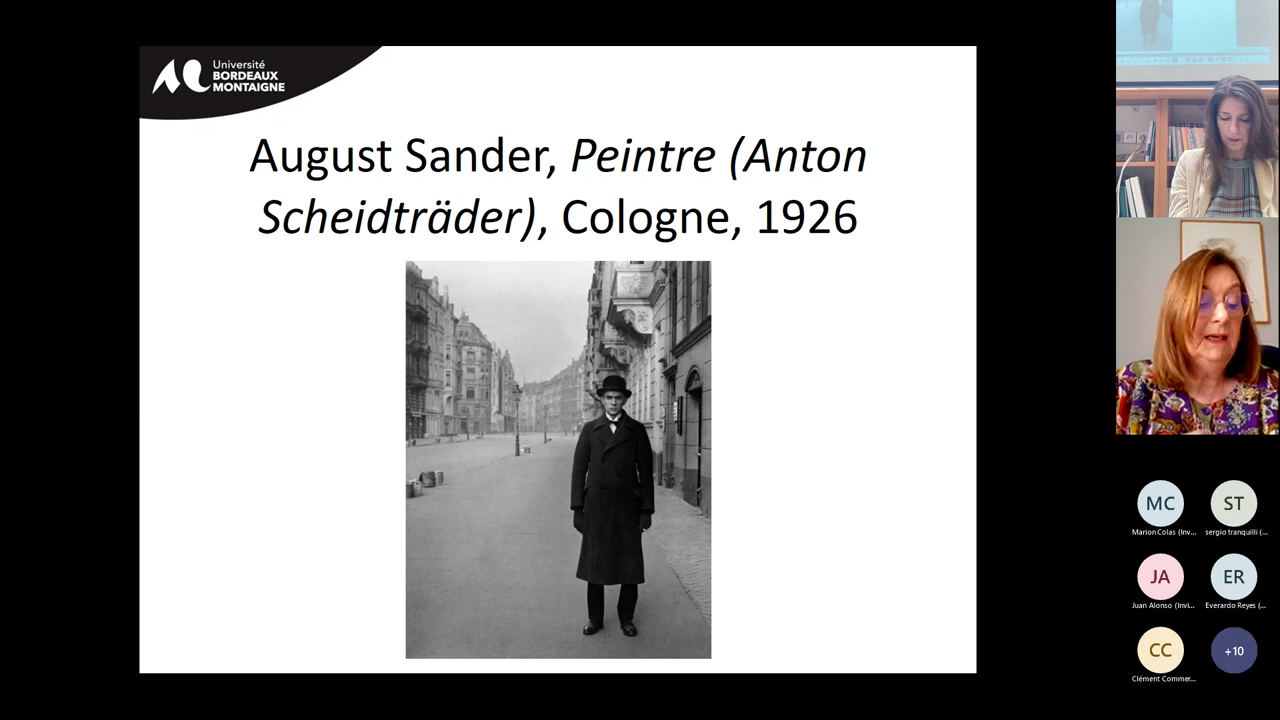 Université
BORDEAUX
MONTAIGNE
August Sander, Peintre (Anton
Scheidträder), Cologne, 1926
MC
ST
Marion Colas (Inv...
sergio tranquilli (...
JA
ER
Juan Alonso (Invi...
Everardo Reyes (...
CC
+10
Clément Commer...